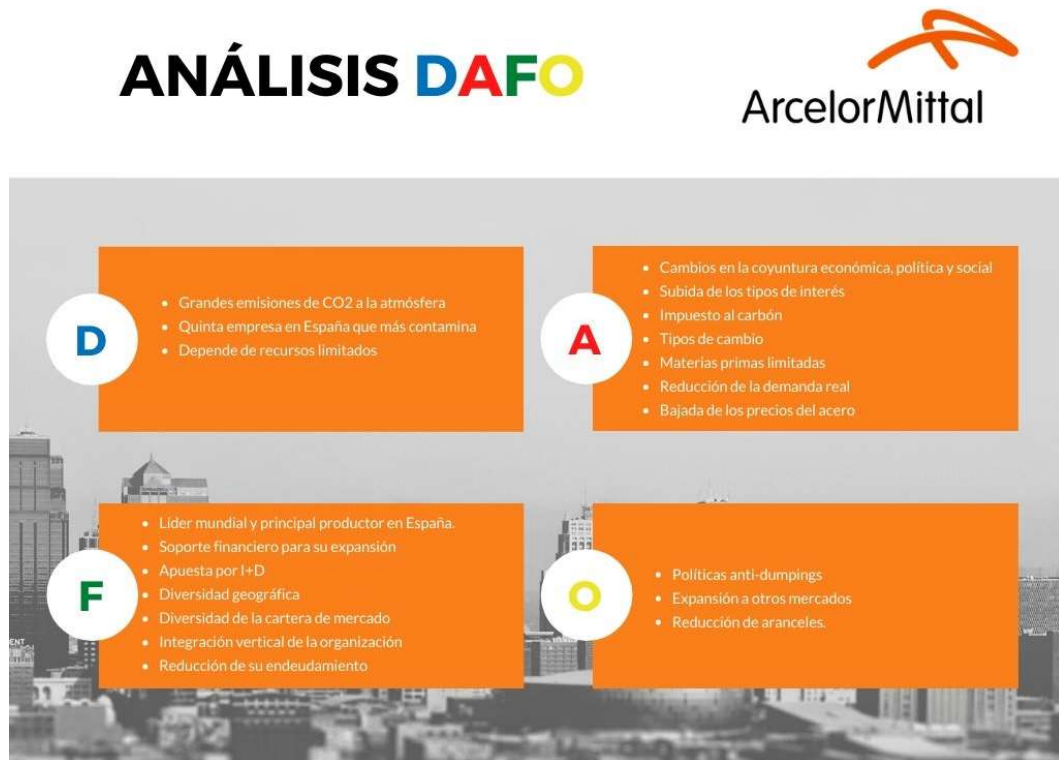 ANÁLISIS DAFO
ArcelorMittal
D
Grandes emisiones de CO2 a la atmósfera
Quinta empresa en España que más contamina
Depende de recursos limitados
A
Cambios en la coyuntura económica, política y social
Subida de los tipos de interés
Impuesto al carbón
Tipos de cambio
Materias primas limitadas
Reducción de la demanda real
Bajada de los precios del acero
F
Líder mundial y principal productor en España.
Soporte financiero para su expansión
Apuesta por I+D
Diversidad geográfica
Diversidad de la cartera de mercado
Integración vertical de la organización
Reducción de su endeudamiento
O
Políticas anti-dumpings
Expansión a otros mercados
Reducción de aranceles.